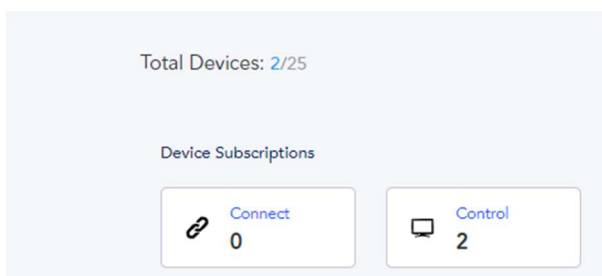 Total Devices: 2/25
Device Subscriptions
Connect
0
Control
2